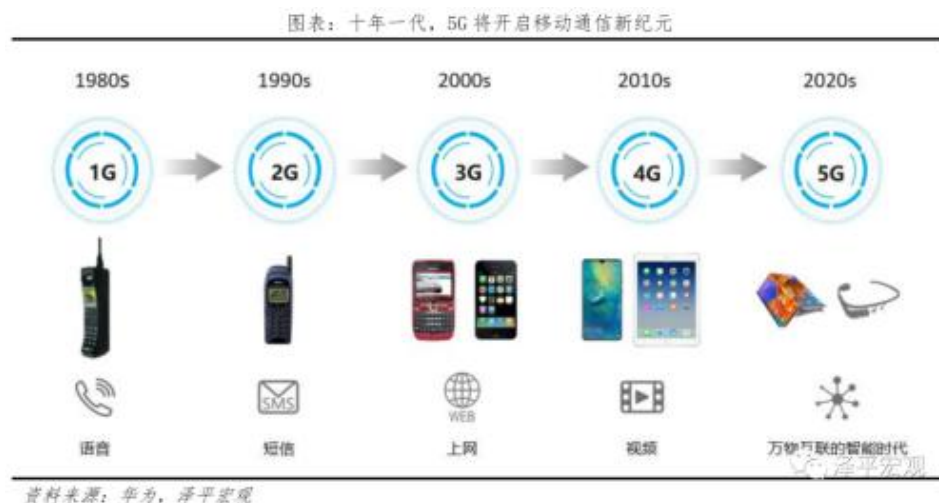 图表：十年一代，5G 将开启移动通信新纪元
1980S 1990s 2000s 2010s 2020s
1G 2G 3G 4G 5G
SMS WEB
语音 短信 上网 视频 万物互联的智能时代
泽平宏观
资料来源：华为，泽平宏观